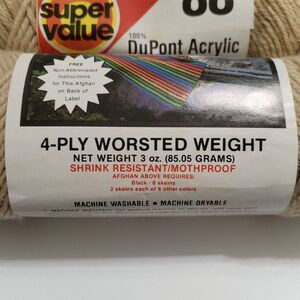 super
value
100%
DuPont Acrylic
FREE
Non-Abbreviated
Instructions
for This Afghan
on Back of
Label
4-PLY WORSTED WEIGHT
NET WEIGHT 3 oz. (85.05 GRAMS)
SHRINK RESISTANT/MOTHPROOF
AFGHAN ABOVE REQUIRES:
Black - 6 skeins
2 skeins each of 6 other colors
MACHINE WASHABLE • MACHINE DRYABLE